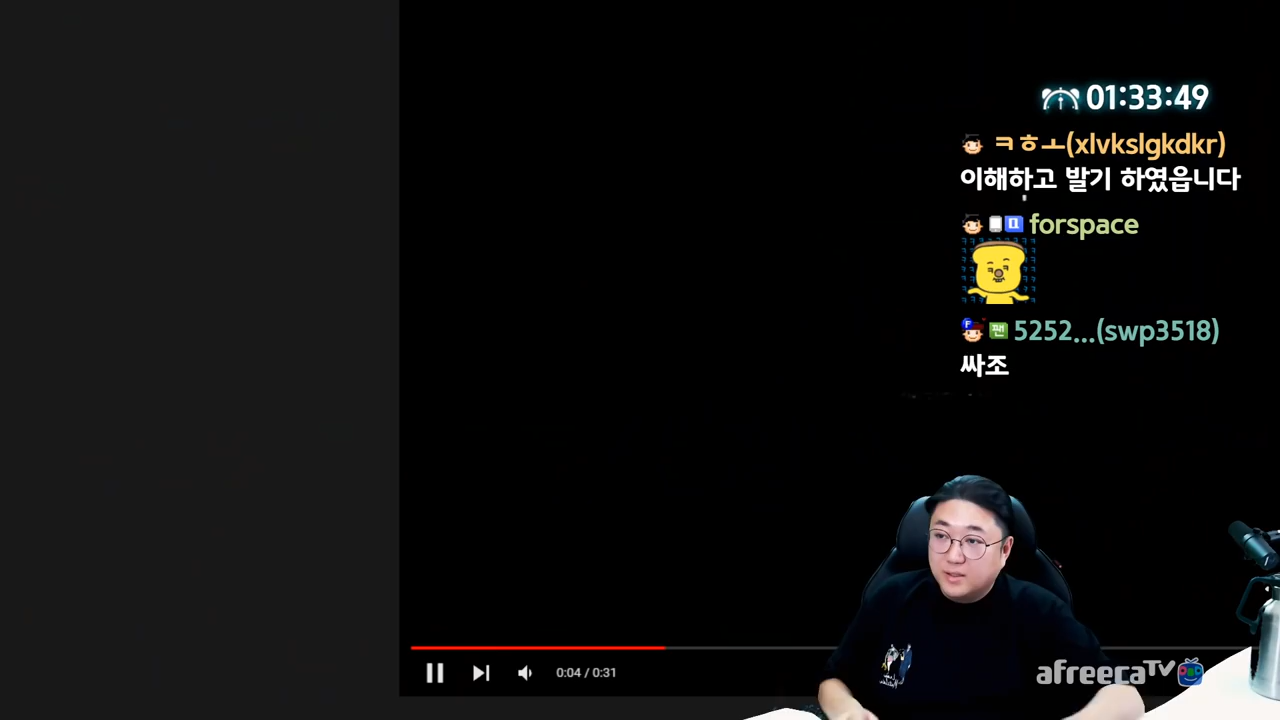 01:33:49
ㅋㅎㅗ(xlvkslgkdkr)
이해하고 발기 하였읍니다
forspace
팬 5252...(swp3518)
싸조
0:04 / 0:31
afreecaTV